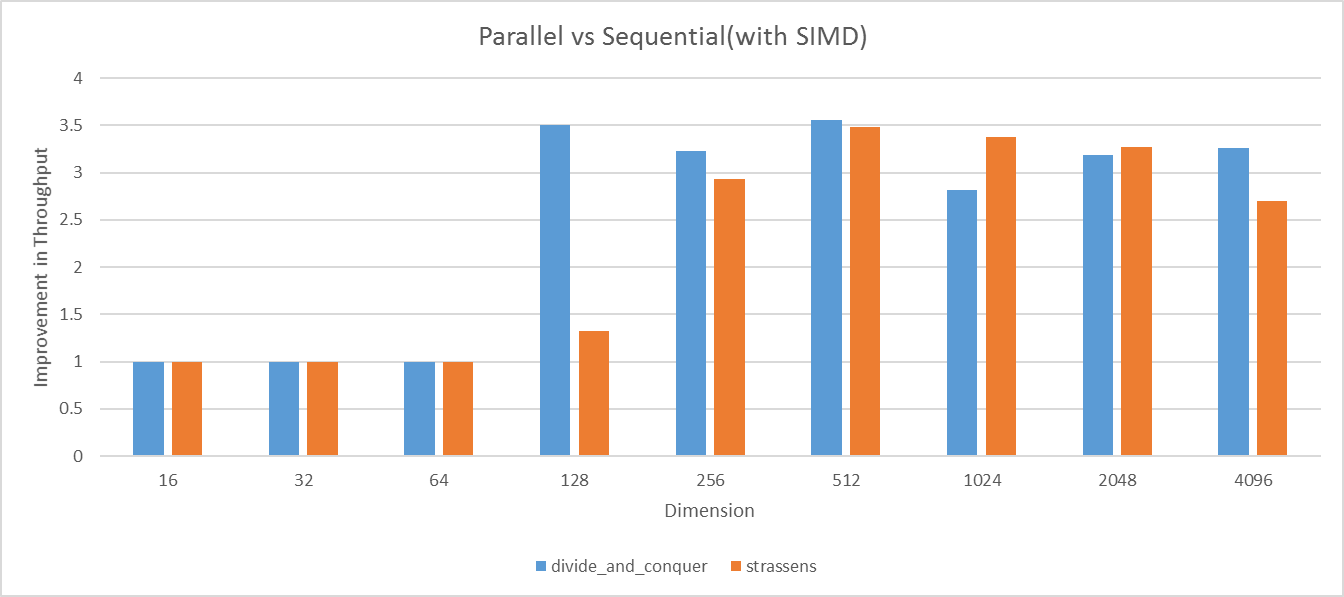 Parallel vs Sequential(with SIMD)
4
3.5
3
2.5
2
1.5
1
0.5
0
Improvement in Throughput
16 32 64 128 256 512 1024 2048 4096
Dimension
divide_and_conquer strassens